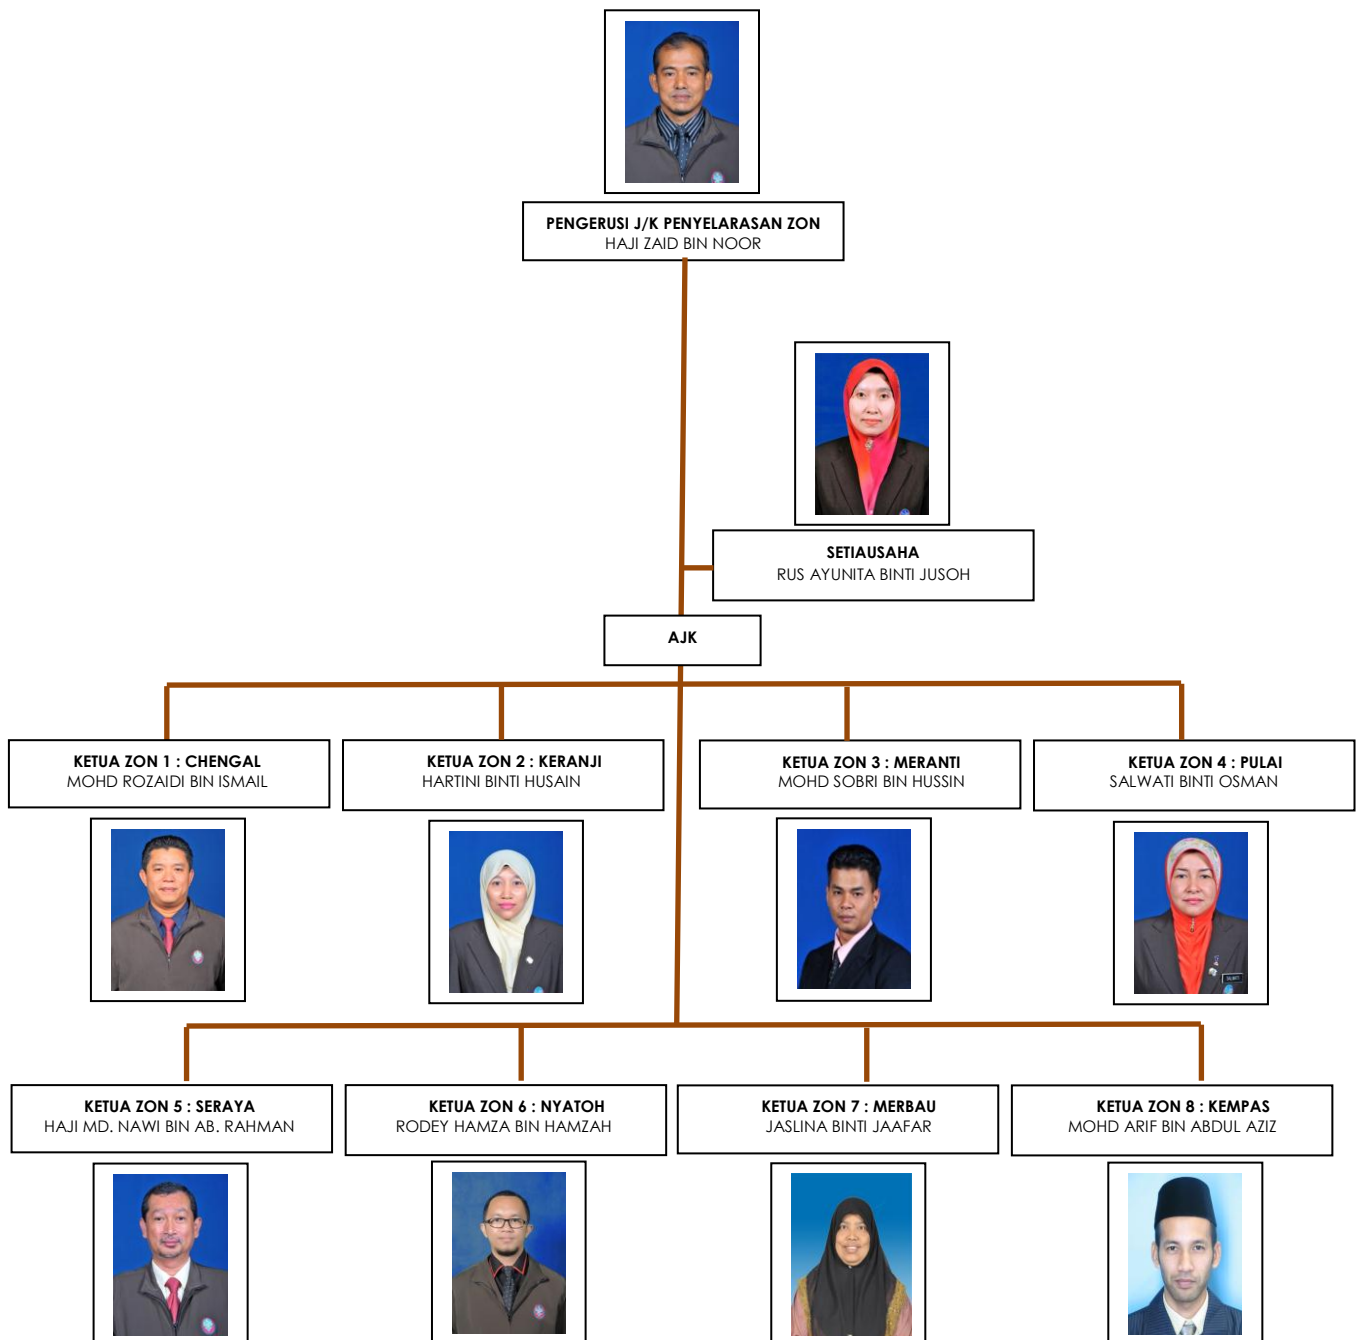 PENGERUSI J/K PENYELARASAN ZON
HAJI ZAID BIN NOOR
SETIAUSAHA
RUS AYUNITA BINTI JUSOH
AJK
KETUA ZON 1 : CHENGAL
MOHD ROZAIDI BIN ISMAIL
KETUA ZON 2 : KERANJI
HARTINI BINTI HUSAIN
KETUA ZON 3 : MERANTI
MOHD SOBRI BIN HUSSIN
KETUA ZON 4 : PULAI
SALWATI BINTI OSMAN
KETUA ZON 5 : SERAYA
HAJI MD. NAWI BIN AB. RAHMAN
KETUA ZON 6 : NYATOH
RODEY HAMZA BIN HAMZAH
KETUA ZON 7 : MERBAU
JASLINA BINTI JAAFAR
KETUA ZON 8 : KEMPAS
MOHD ARIF BIN ABDUL AZIZ